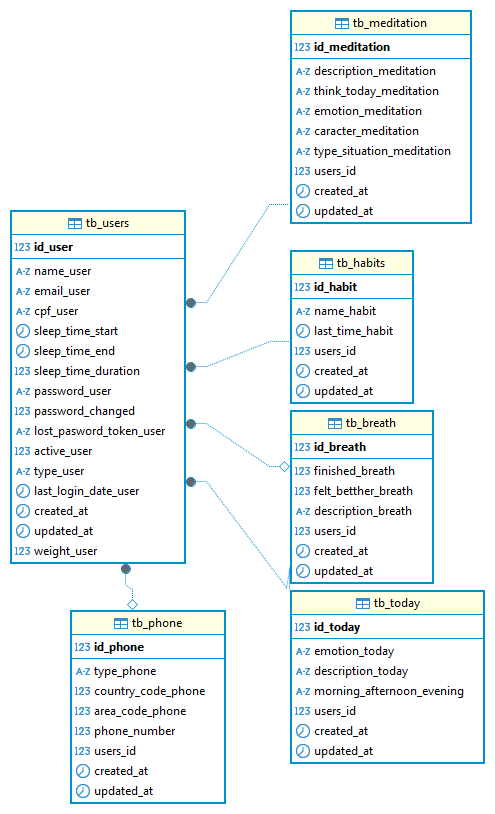 tb_meditation
123 id_meditation
A-Z description_meditation
A-Z think_today_meditation
A-Z emotion_meditation
A-Z caracter_meditation
A-Z type_situation_meditation
123 users_id
created_at
updated_at
tb_users
123 id_user
A-Z name_user
A-Z email_user
A-Z cpf_user
sleep_time_start
sleep_time_end
123 sleep_time_duration
A-Z password_user
123 password_changed
A-Z lost_pasword_token_user
123 active_user
A-Z type_user
last_login_date_user
created_at
updated_at
123 weight_user
tb_habits
123 id_habit
A-Z name_habit
last_time_habit
123 users_id
created_at
updated_at
tb_breath
123 id_breath
123 finished_breath
123 felt_betther_breath
A-Z description_breath
123 users_id
created_at
updated_at
tb_phone
123 id_phone
A-Z type_phone
123 country_code_phone
123 area_code_phone
123 phone_number
123 users_id
created_at
updated_at
tb_today
123 id_today
A-Z emotion_today
A-Z description_today
A-Z morning_afternoon_evening
123 users_id
created_at
updated_at